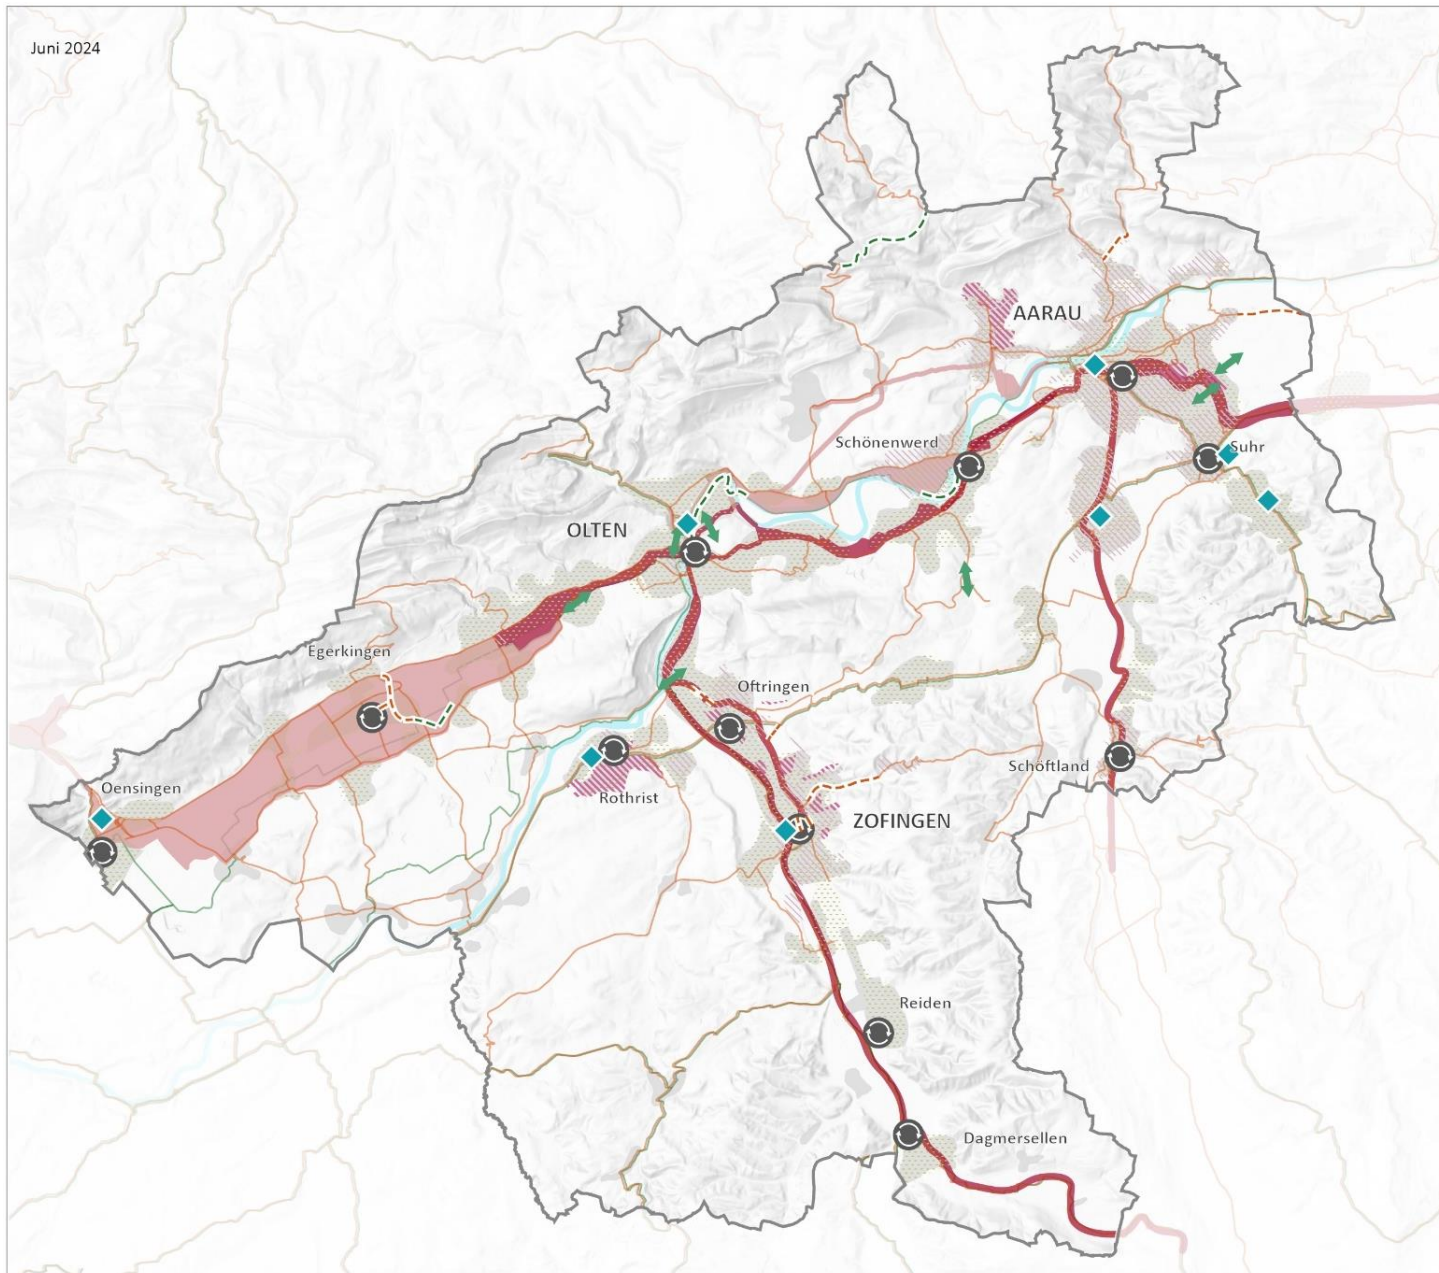 Juni 2024
AARAU
Schönenwerd
Suhr
OLTEN
Egerkingen
Oftringen
Oensingen
Rothrist
Schöftland
ZOFINGEN
Reiden
Dagmersellen